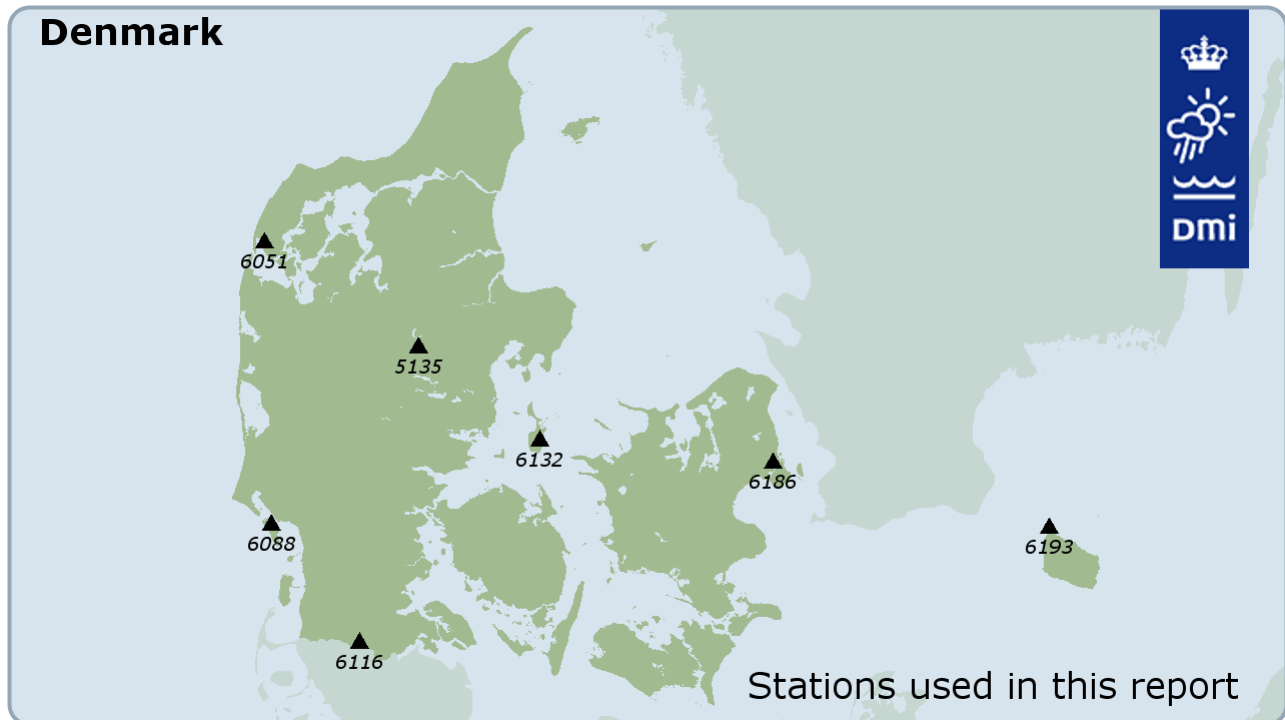 Denmark
DMi
6051
5135
6132
6186
6088
6193
6116
Stations used in this report